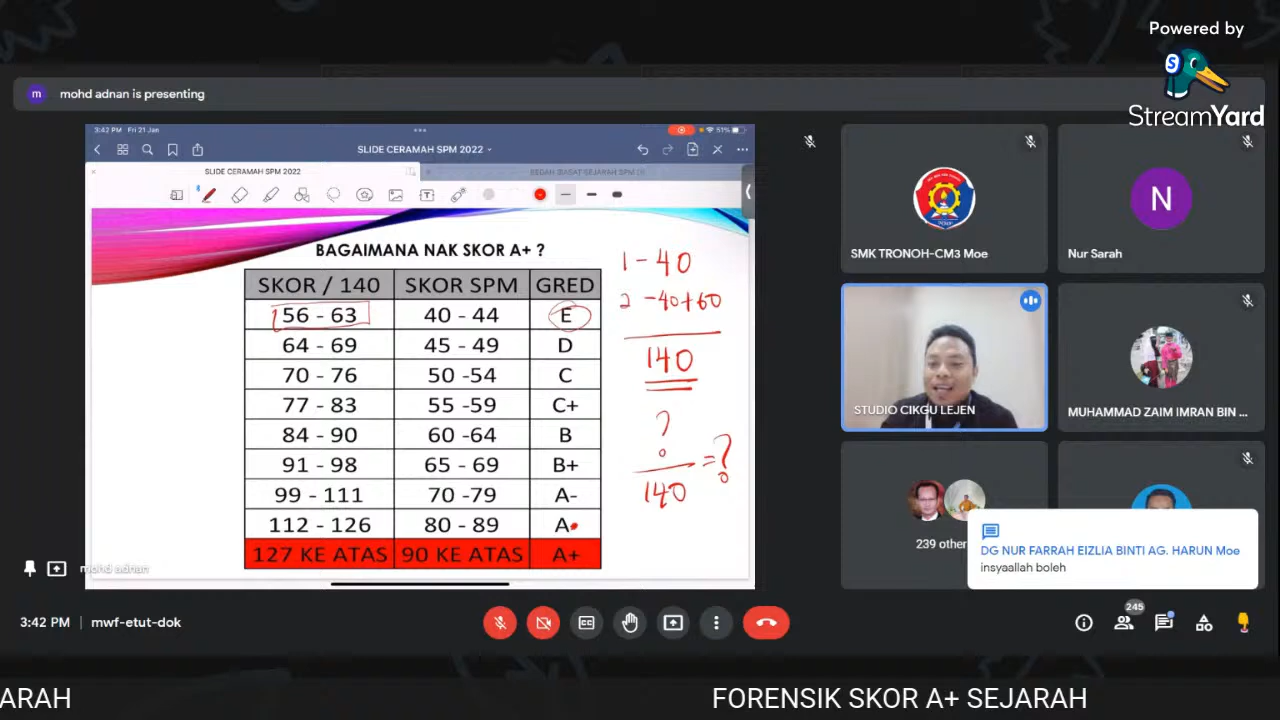 Powered by
StreamYard
m mohd adnan is presenting
3:42 PM Fri 21 Jan
51%
SLIDE CERAMAH SPM 2022
SLIDE CERAMAH SPM 2022
BAGAIMANA NAK SKOR A+ ?
SKOR / 140 SKOR SPM GRED
56 - 63 40 - 44 E
64 - 69 45 - 49 D
70 - 76 50 -54 C
77 - 83 55 -59 C+
84 - 90 60 -64 B
91 - 98 65 - 69 B+
99 - 111 70 -79 A-
112 - 126 80 - 89 A
127 KE ATAS 90 KE ATAS A+
1 - 40
2 - 40+60
140
?
140
= ?
mohd adnan
SMK TRONOH-CM3 Moe
N
Nur Sarah
STUDIO CIKGU LEJEN
MUHAMMAD ZAIM IMRAN BIN ...
239 other
DG NUR FARRAH EIZLIA BINTI AG. HARUN Moe
insyaallah boleh
3:42 PM | mwf-etut-dok
245
ARAH
FORENSIK SKOR A+ SEJARAH